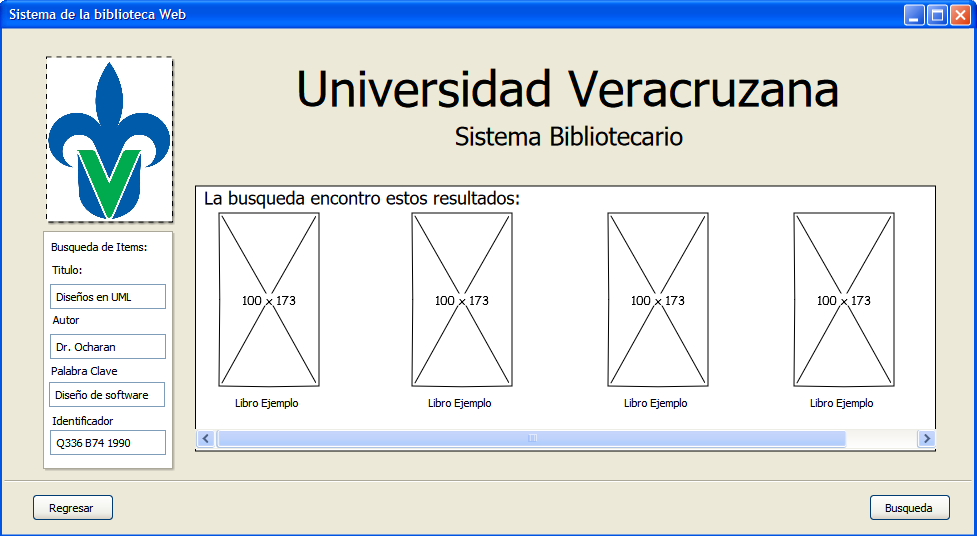 Sistema de la biblioteca Web
Universidad Veracruzana
Sistema Bibliotecario
Busqueda de Items:
Titulo:
Diseños en UML
Autor
Dr. Ocharan
Palabra Clave
Diseño de software
Identificador
Q336 B74 1990
La busqueda encontro estos resultados:
100 x 173 100 x 173 100 x 173 100 x 173
Libro Ejemplo Libro Ejemplo Libro Ejemplo Libro Ejemplo
Regresar Busqueda